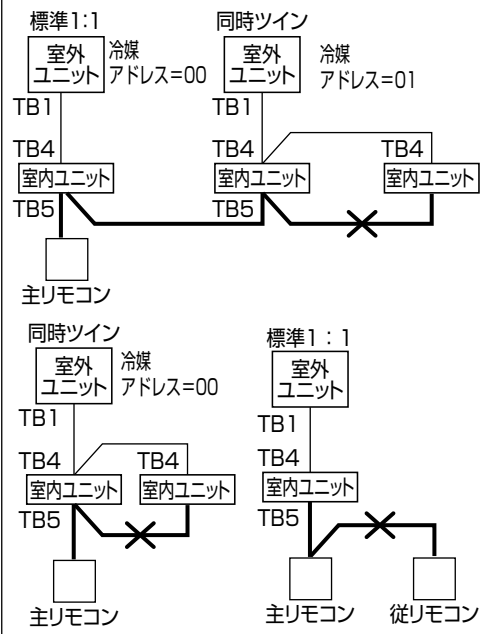 標準1:1
同時ツイン
室外
ユニット
冷媒
アドレス=00
室外
ユニット
冷媒
アドレス=01
TB1
TB1
TB4
TB4
TB4
室内ユニット
室内ユニット
室内ユニット
TB5
TB5
主リモコン
同時ツイン
標準1：1
室外
ユニット
冷媒
アドレス=00
室外
ユニット
TB1
TB1
TB4
TB4
TB4
室内ユニット
室内ユニット
室内ユニット
TB5
TB5
主リモコン
主リモコン
従リモコン